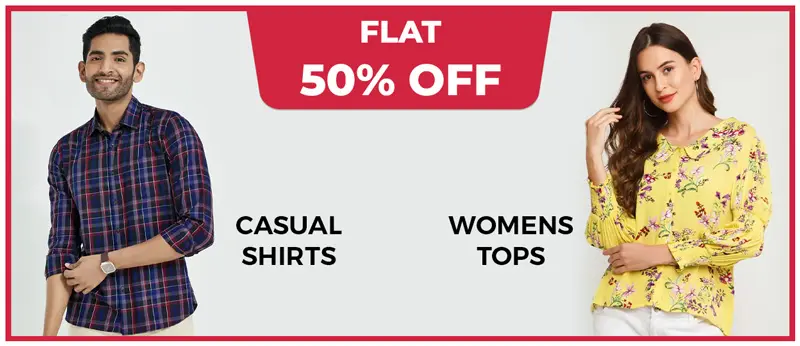 FLAT
50% OFF
CASUAL
SHIRTS
WOMENS
TOPS